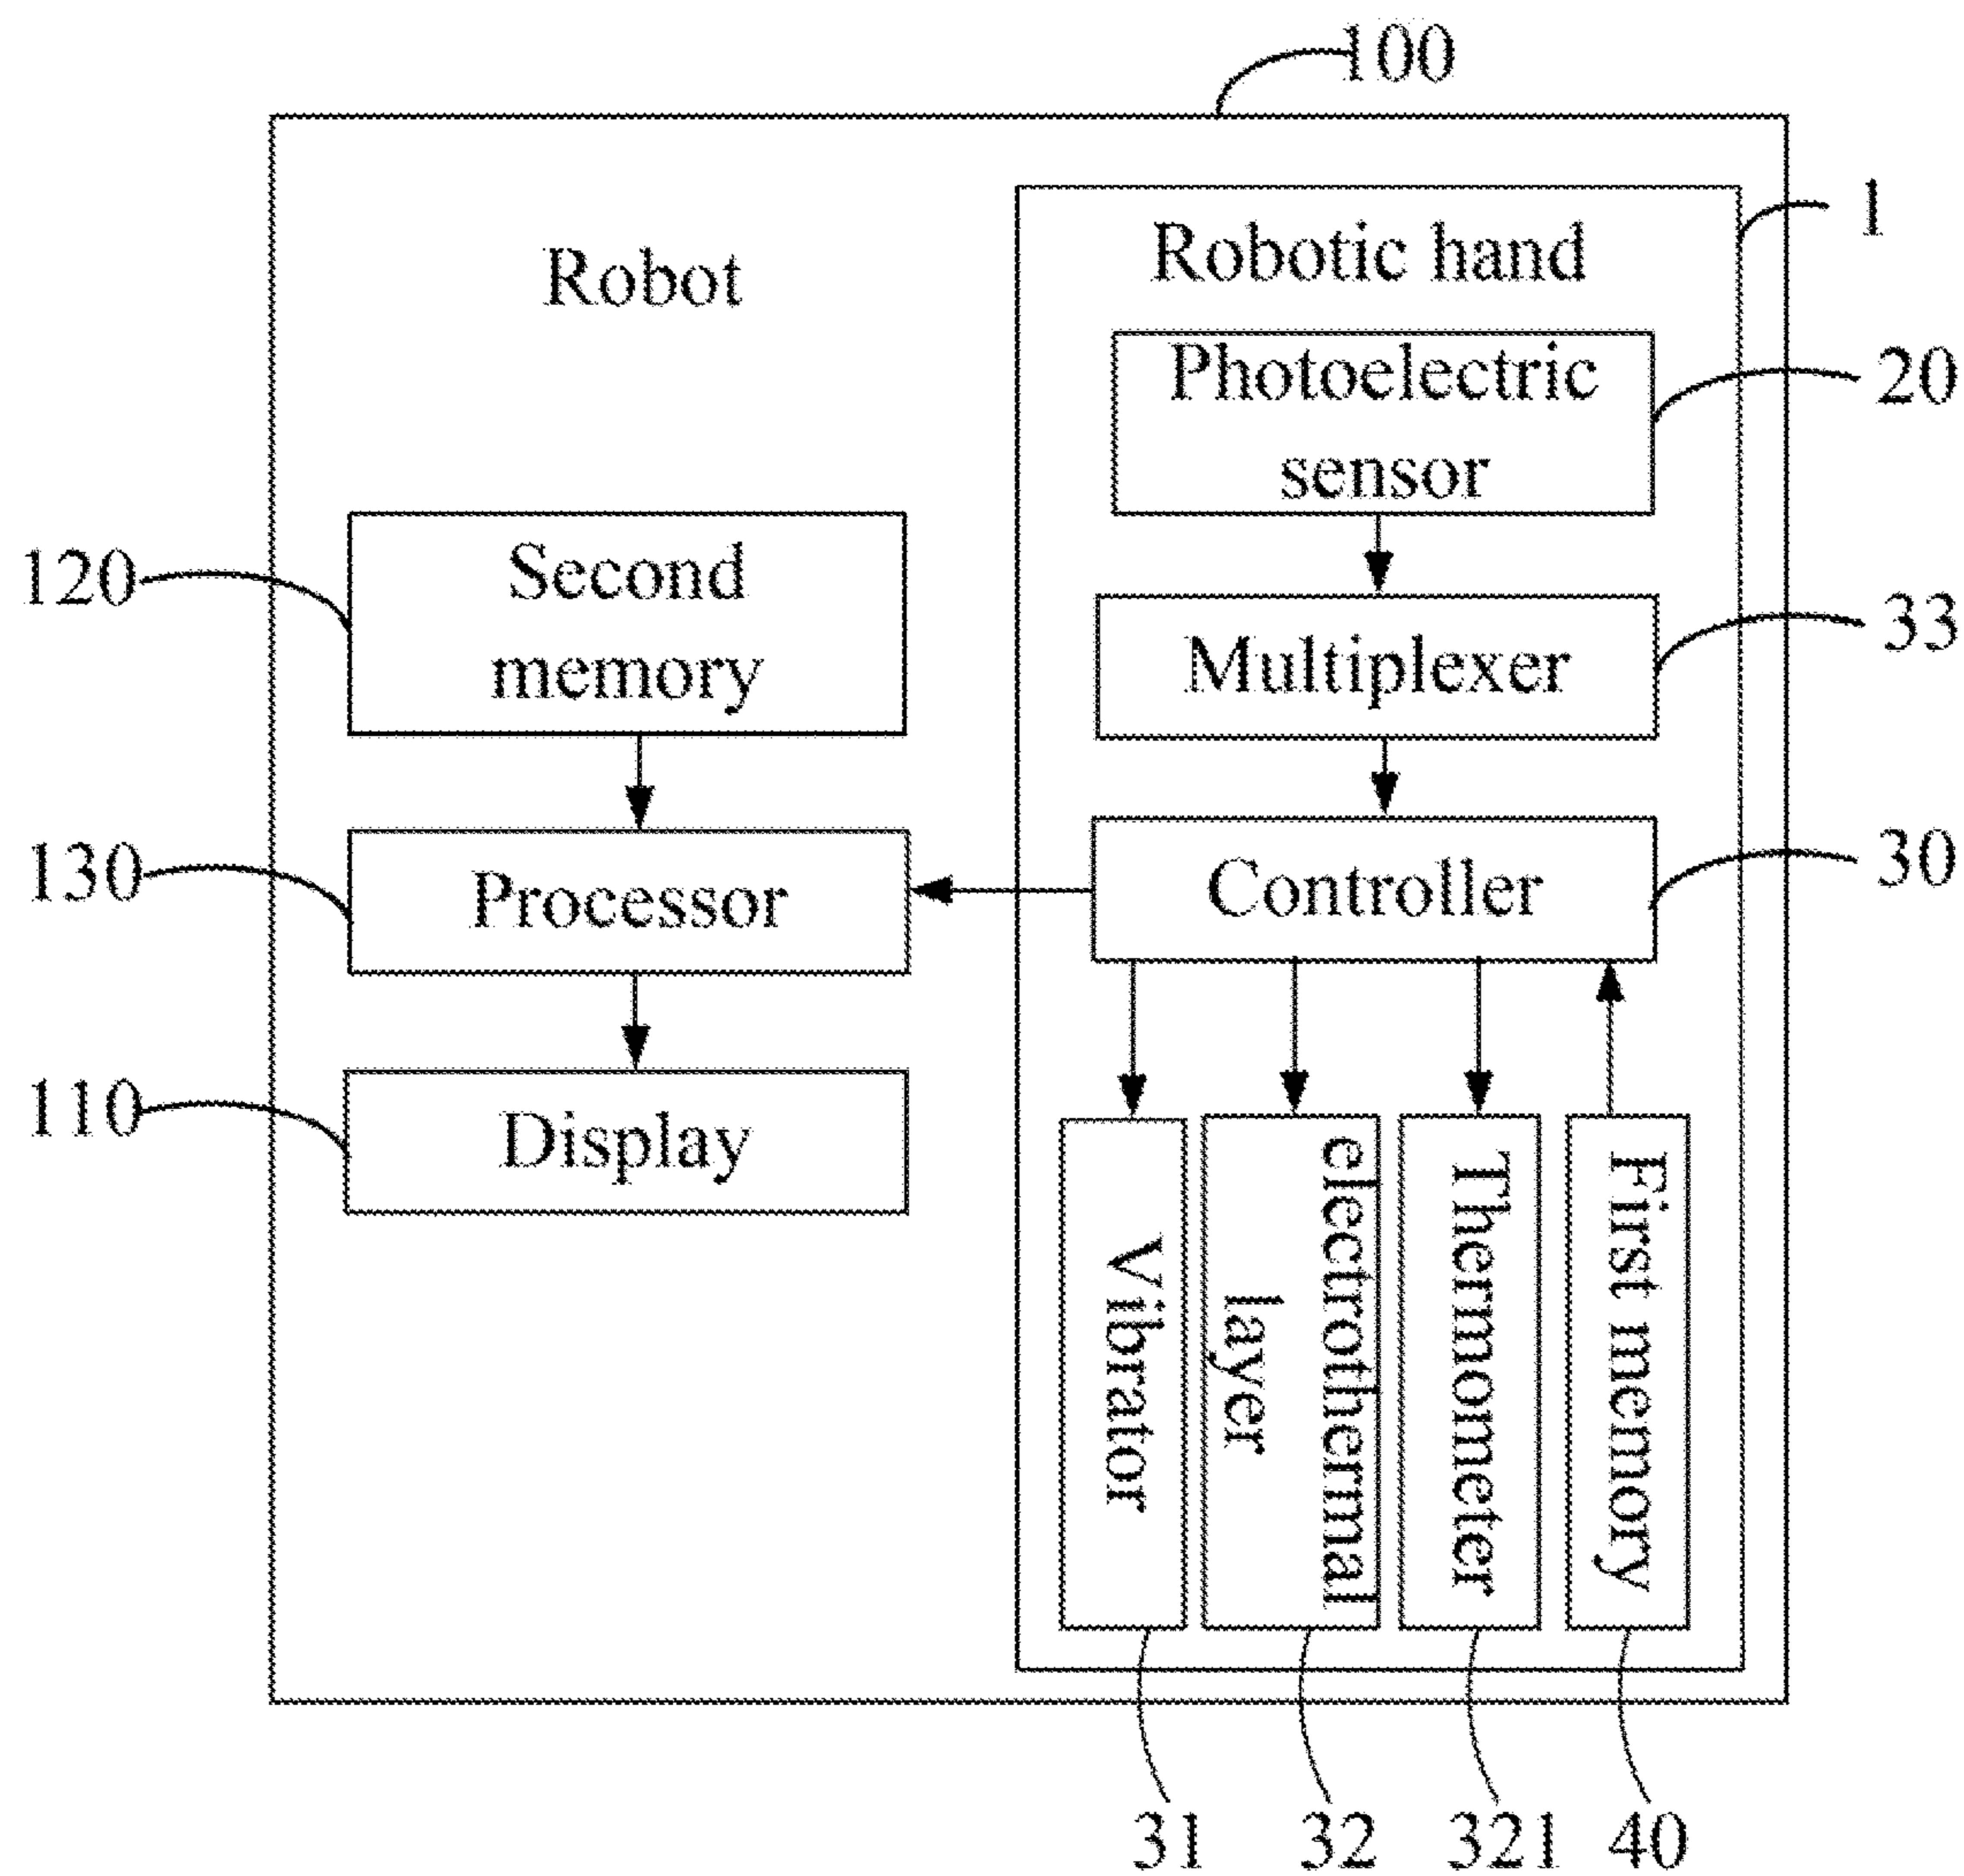 100
1
Robot
Robotic hand
Photoelectric
sensor
20
120
Second
memory
Multiplexer
33
130
Processor
Controller
30
110
Display
Vibrator
electrothermal
layer
Thermometer
First memory
31
32
321
40